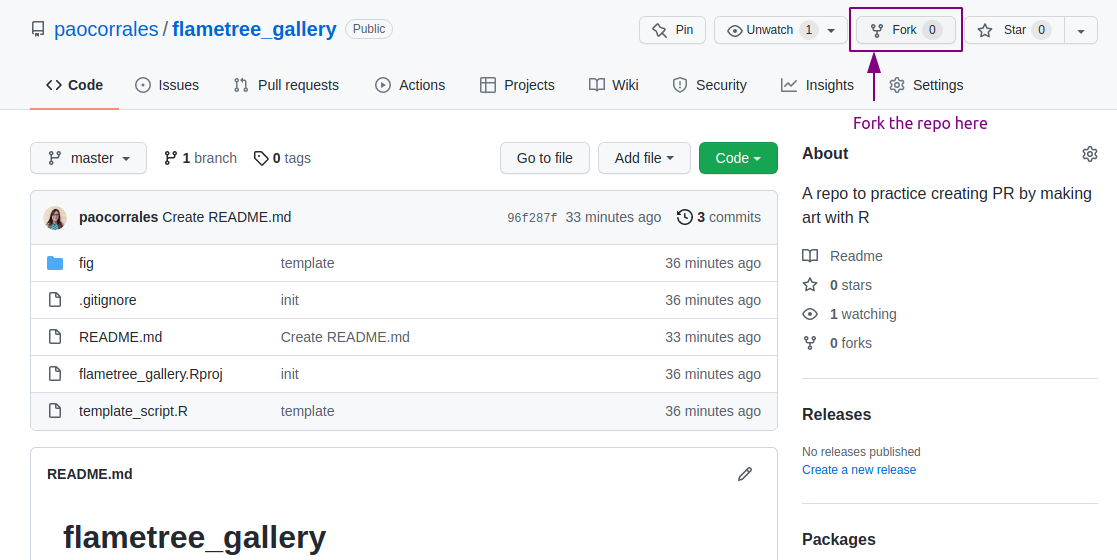 paocorrales / flametree_gallery Public
Pin Unwatch 1 Fork 0 Star 0
Code Issues Pull requests Actions Projects Wiki Security Insights Settings
Fork the repo here
master 1 branch 0 tags Go to file Add file Code
paocorrales Create README.md 96f287f 33 minutes ago 3 commits
fig template 36 minutes ago
.gitignore init 36 minutes ago
README.md Create README.md 33 minutes ago
flametree_gallery.Rproj init 36 minutes ago
template_script.R template 36 minutes ago
README.md
flametree_gallery
About
A repo to practice creating PR by making
art with R
Readme
0 stars
1 watching
0 forks
Releases
No releases published
Create a new release
Packages